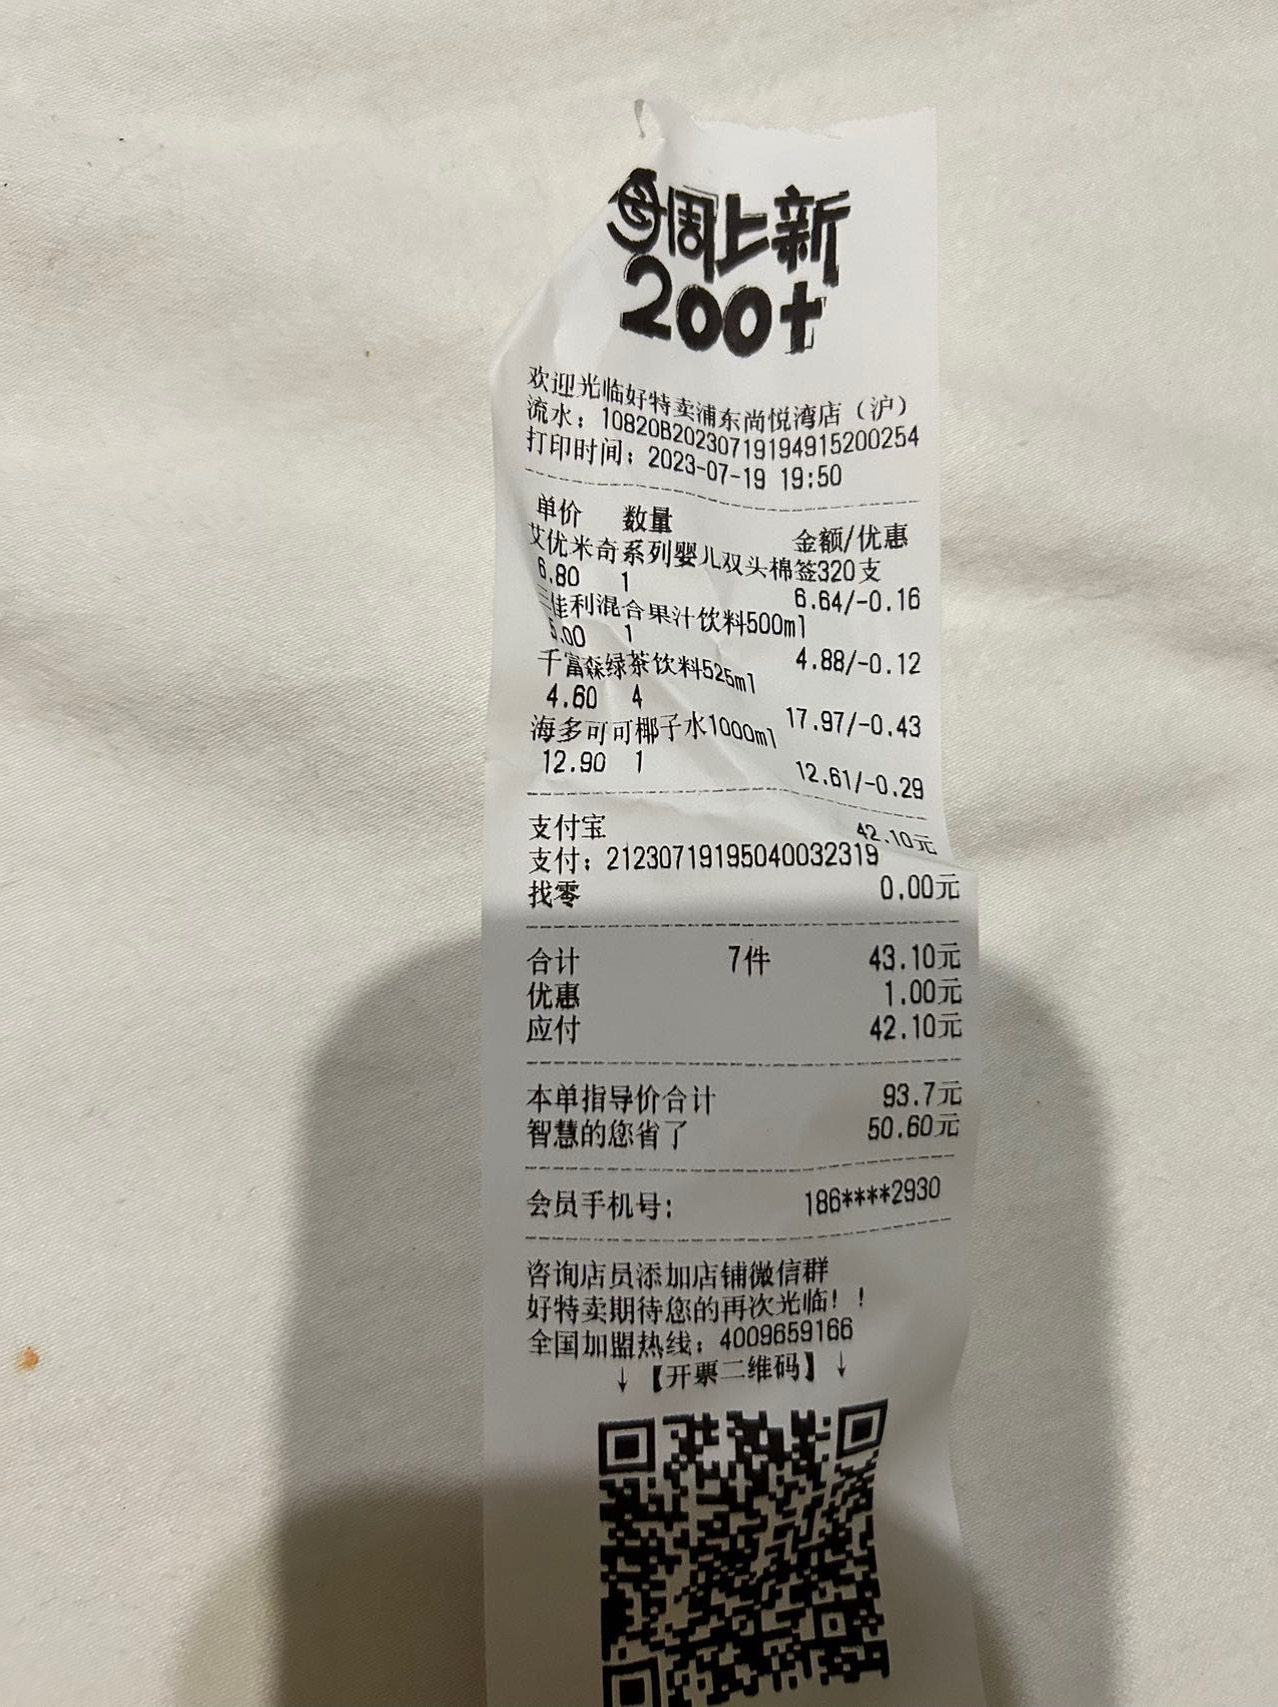 每周上新
200+
欢迎光临好特卖浦东尚悦湾店（沪）
流水：10820B20230719194915200254
打印时间：2023-07-19 19:50
单价 数量 金额/优惠
艾优米奇系列婴儿双头棉签320支
6.80 1 6.64/-0.16
三佳利混合果汁饮料500ml
5.00 1 4.88/-0.12
千富森绿茶饮料525ml
4.60 4 17.97/-0.43
海多可可椰子水1000ml
12.90 1 12.61/-0.29
支付宝 42.10元
支付：21230719195040032319
找零 0.00元
合计 7件 43.10元
优惠 1.00元
应付 42.10元
本单指导价合计 93.7元
智慧的您省了 50.60元
会员手机号： 186****2930
咨询店员添加店铺微信群
好特卖期待您的再次光临！！
全国加盟热线：4009659166
↓【开票二维码】↓